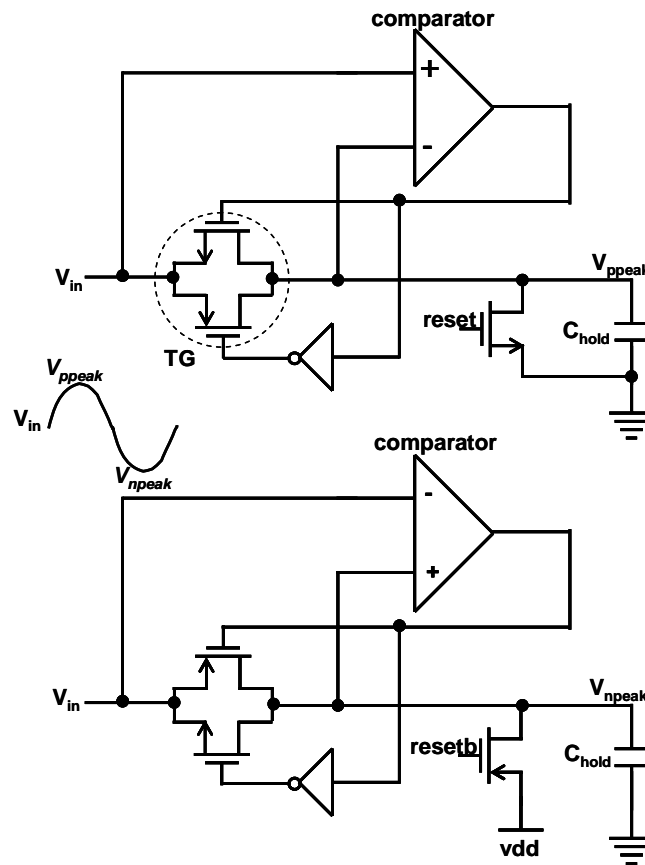 comparator
+
-
V_in
V_ppeak
reset
C_hold
TG
V_ppeak
V_in
V_npeak
comparator
-
+
V_in
V_npeak
resetb
C_hold
vdd